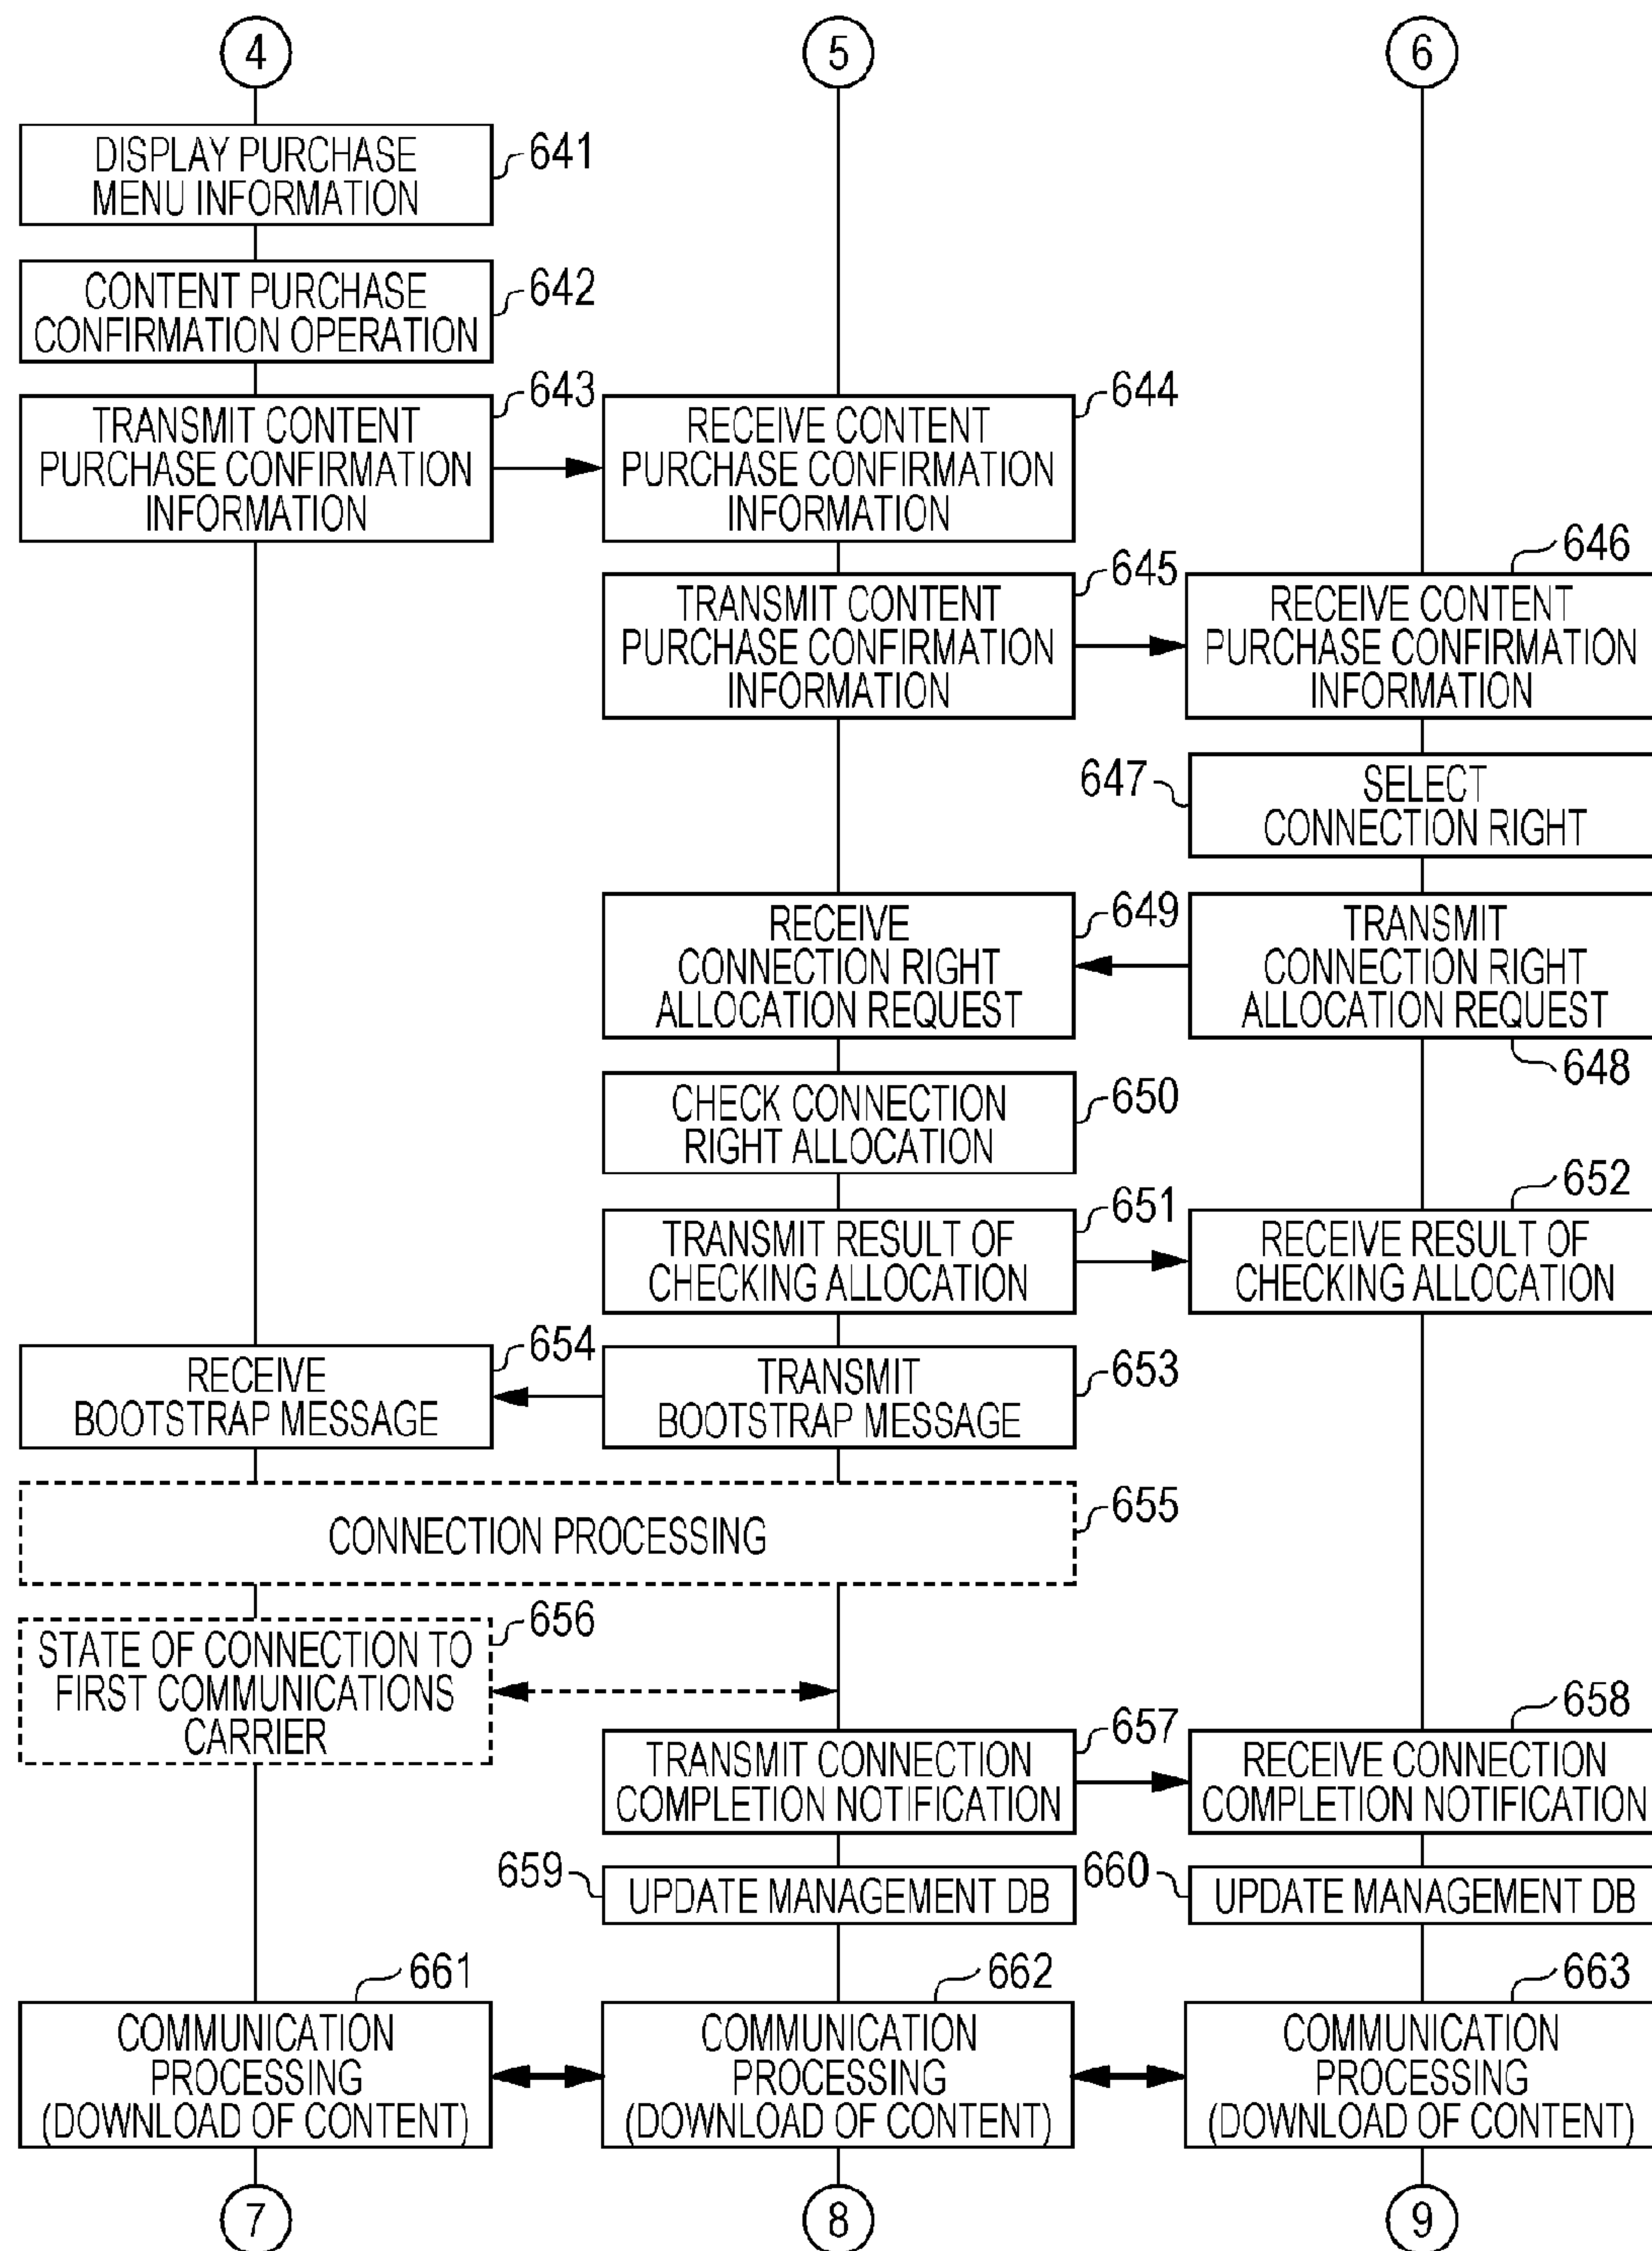 4
5
6
DISPLAY PURCHASE
MENU INFORMATION
641
CONTENT PURCHASE
CONFIRMATION OPERATION
642
TRANSMIT CONTENT
PURCHASE CONFIRMATION
INFORMATION
643
RECEIVE CONTENT
PURCHASE CONFIRMATION
INFORMATION
644
TRANSMIT CONTENT
PURCHASE CONFIRMATION
INFORMATION
645
RECEIVE CONTENT
PURCHASE CONFIRMATION
INFORMATION
646
647
SELECT
CONNECTION RIGHT
RECEIVE
CONNECTION RIGHT
ALLOCATION REQUEST
649
TRANSMIT
CONNECTION RIGHT
ALLOCATION REQUEST
648
CHECK CONNECTION
RIGHT ALLOCATION
650
TRANSMIT RESULT OF
CHECKING ALLOCATION
651
RECEIVE RESULT OF
CHECKING ALLOCATION
652
RECEIVE
BOOTSTRAP MESSAGE
654
TRANSMIT
BOOTSTRAP MESSAGE
653
CONNECTION PROCESSING
655
STATE OF CONNECTION TO
FIRST COMMUNICATIONS
CARRIER
656
TRANSMIT CONNECTION
COMPLETION NOTIFICATION
657
RECEIVE CONNECTION
COMPLETION NOTIFICATION
658
659
UPDATE MANAGEMENT DB
660
UPDATE MANAGEMENT DB
661
COMMUNICATION
PROCESSING
(DOWNLOAD OF CONTENT)
662
COMMUNICATION
PROCESSING
(DOWNLOAD OF CONTENT)
663
COMMUNICATION
PROCESSING
(DOWNLOAD OF CONTENT)
7
8
9